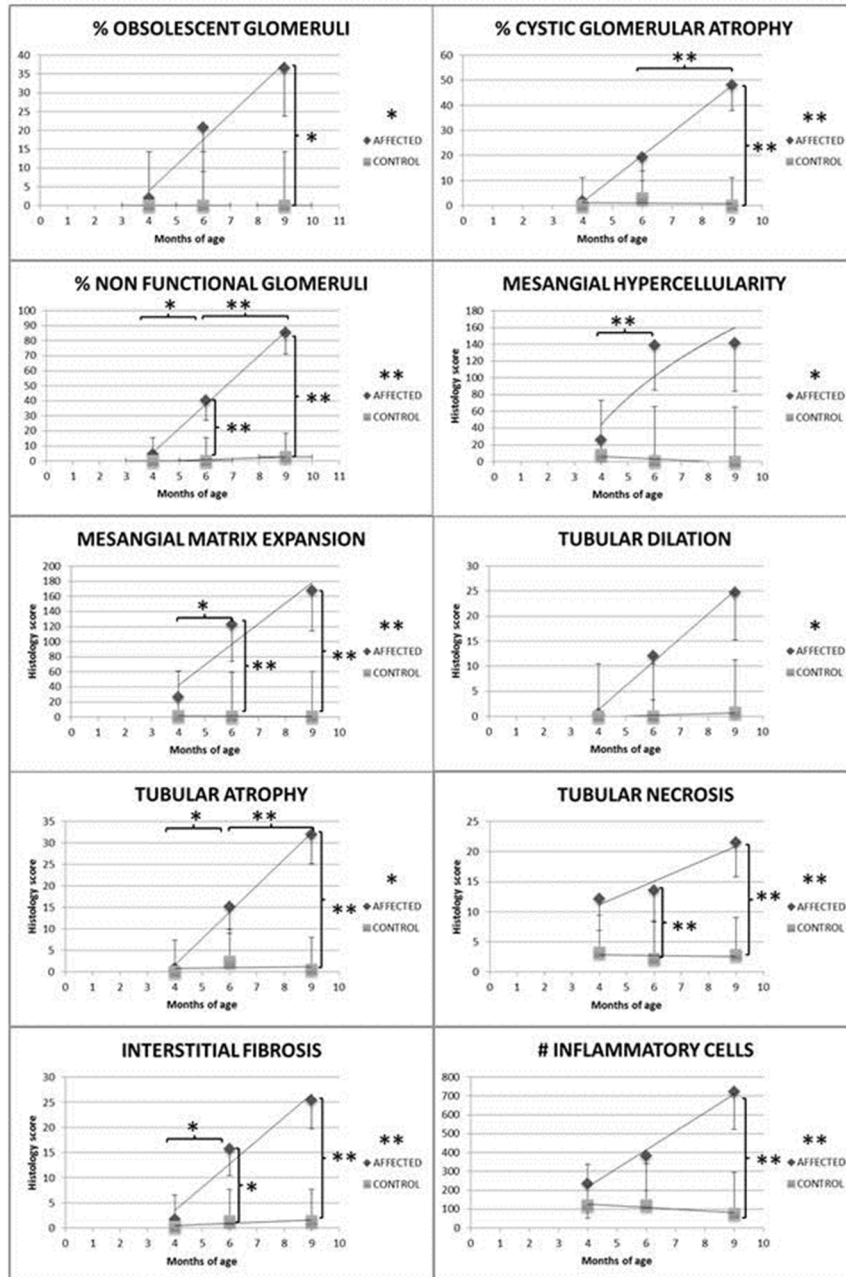 % OBSOLESCENT GLOMERULI
40
35
30
25
20
15
10
5
0
*
*
AFFECTED
CONTROL
0 1 2 3 4 5 6 7 8 9 10 11
Months of age
% CYSTIC GLOMERULAR ATROPHY
60
50
40
30
20
10
0
**
**
**
AFFECTED
CONTROL
0 1 2 3 4 5 6 7 8 9 10
Months of age
% NON FUNCTIONAL GLOMERULI
100
90
80
70
60
50
40
30
20
10
0
* **
**
**
**
AFFECTED
CONTROL
0 1 2 3 4 5 6 7 8 9 10 11
Months of age
MESANGIAL HYPERCELLULARITY
Histology score
180
160
140
120
100
80
60
40
20
0
**
*
AFFECTED
CONTROL
0 1 2 3 4 5 6 7 8 9 10
Months of age
MESANGIAL MATRIX EXPANSION
Histology score
200
180
160
140
120
100
80
60
40
20
0
*
**
**
**
AFFECTED
CONTROL
0 1 2 3 4 5 6 7 8 9 10
Months of age
TUBULAR DILATION
Histology score
30
25
20
15
10
5
0
*
AFFECTED
CONTROL
0 1 2 3 4 5 6 7 8 9 10
Months of age
TUBULAR ATROPHY
Histology score
35
30
25
20
15
10
5
0
* **
*
**
AFFECTED
CONTROL
0 1 2 3 4 5 6 7 8 9 10
Months of age
TUBULAR NECROSIS
Histology score
25
20
15
10
5
0
**
**
**
AFFECTED
CONTROL
0 1 2 3 4 5 6 7 8 9 10
Months of age
INTERSTITIAL FIBROSIS
Histology score
30
25
20
15
10
5
0
*
*
**
**
AFFECTED
CONTROL
0 1 2 3 4 5 6 7 8 9 10
Months of age
# INFLAMMATORY CELLS
800
700
600
500
400
300
200
100
0
**
**
AFFECTED
CONTROL
0 1 2 3 4 5 6 7 8 9 10
Months of age